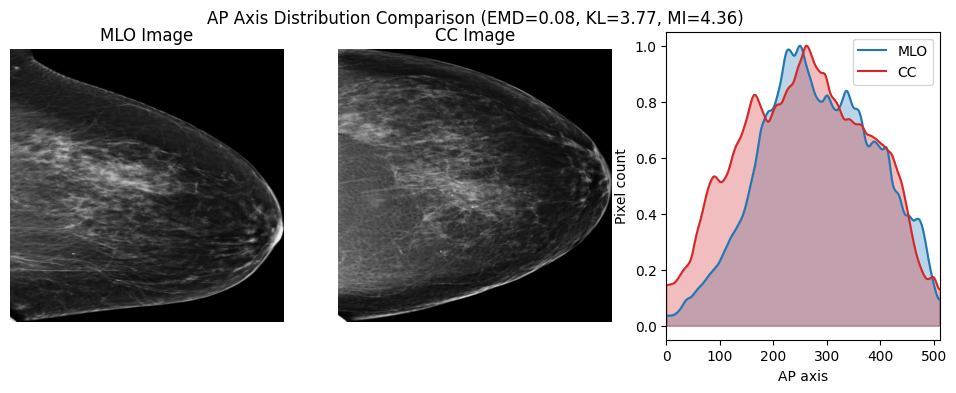 AP Axis Distribution Comparison (EMD=0.08, KL=3.77, MI=4.36)
MLO Image
CC Image
MLO
CC
Pixel count
1.0
0.8
0.6
0.4
0.2
0.0
0 100 200 300 400 500
AP axis